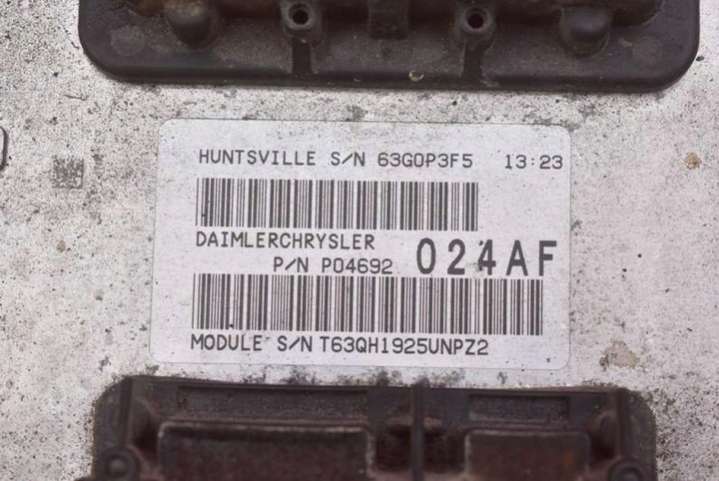 HUNTSVILLE S/N 63G0P3F5 13:23
DAIMLERCHRYSLER
P/N P04692 024AF
MODULE S/N T63QH1925UNPZ2